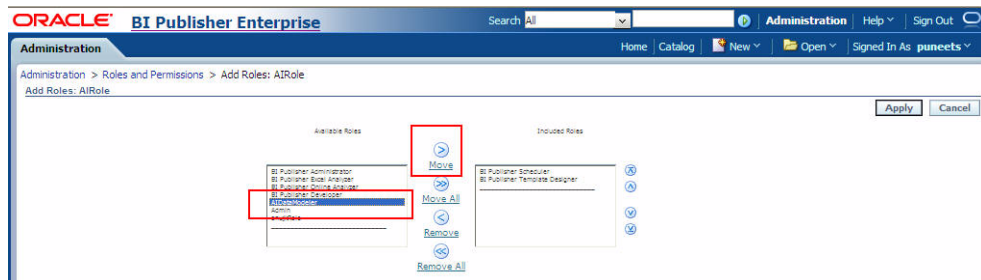 ORACLE BI Publisher Enterprise Search All Administration Help Sign Out
Administration Home Catalog New Open Signed In As puneets
Administration > Roles and Permissions > Add Roles: AIRole
Add Roles: AIRole
Apply Cancel
Available Roles Included Roles
Move
Move All
Remove
Remove All
BI Publisher Administrator
BI Publisher Excel Analyzer
BI Publisher Online Analyzer
BI Publisher Developer
AIDataModeler
Admin
BI Publisher Scheduler
BI Publisher Template Designer